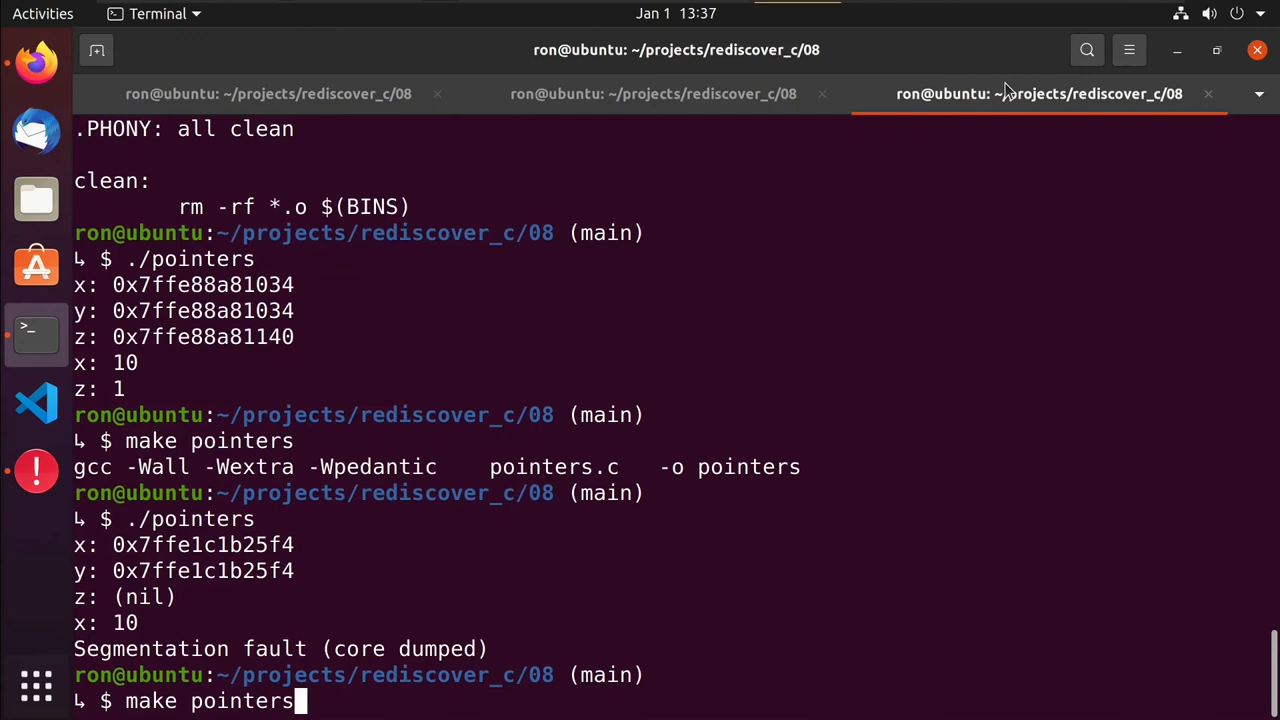 Activities
Terminal
Jan 1 13:37
ron@ubuntu: ~/projects/rediscover_c/08
ron@ubuntu: ~/projects/rediscover_c/08
ron@ubuntu: ~/projects/rediscover_c/08
ron@ubuntu: ~/projects/rediscover_c/08
.PHONY: all clean
clean:
rm -rf *.o $(BINS)
ron@ubuntu:~/projects/rediscover_c/08 (main)
↳ $ ./pointers
x: 0x7ffe88a81034
y: 0x7ffe88a81034
z: 0x7ffe88a81140
x: 10
z: 1
ron@ubuntu:~/projects/rediscover_c/08 (main)
↳ $ make pointers
gcc -Wall -Wextra -Wpedantic    pointers.c   -o pointers
ron@ubuntu:~/projects/rediscover_c/08 (main)
↳ $ ./pointers
x: 0x7ffe1c1b25f4
y: 0x7ffe1c1b25f4
z: (nil)
x: 10
Segmentation fault (core dumped)
ron@ubuntu:~/projects/rediscover_c/08 (main)
↳ $ make pointers